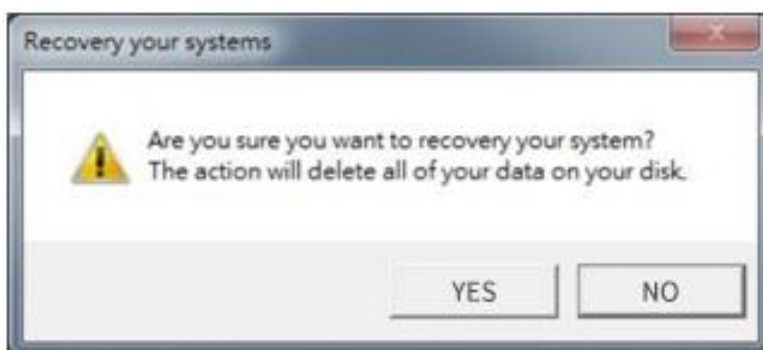 Recovery your systems
Are you sure you want to recovery your system?
The action will delete all of your data on your disk.
YES
NO